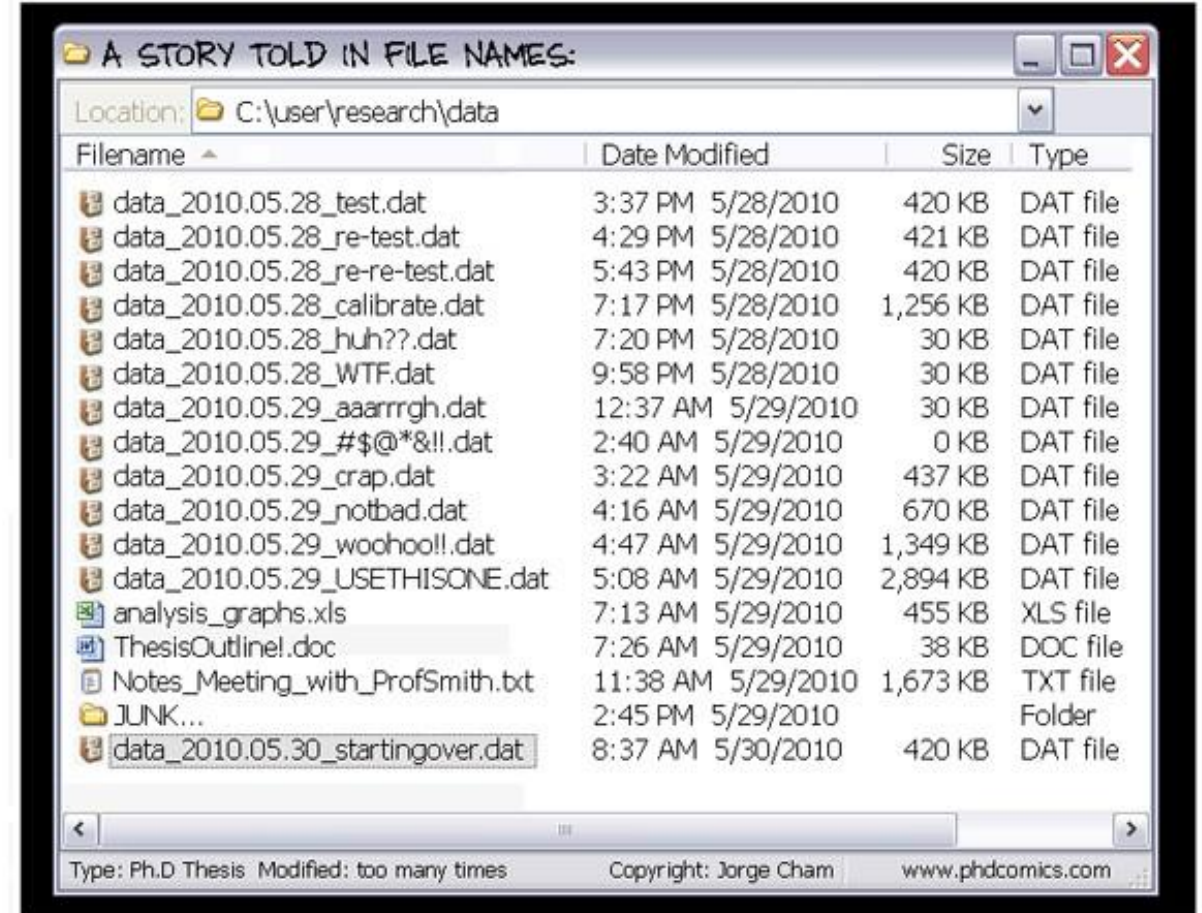 A STORY TOLD IN FILE NAMES:
Location: C:\user\research\data
Filename Date Modified Size Type
data_2010.05.28_test.dat 3:37 PM 5/28/2010 420 KB DAT file
data_2010.05.28_re-test.dat 4:29 PM 5/28/2010 421 KB DAT file
data_2010.05.28_re-re-test.dat 5:43 PM 5/28/2010 420 KB DAT file
data_2010.05.28_calibrate.dat 7:17 PM 5/28/2010 1,256 KB DAT file
data_2010.05.28_huh??.dat 7:20 PM 5/28/2010 30 KB DAT file
data_2010.05.28_WTF.dat 9:58 PM 5/28/2010 30 KB DAT file
data_2010.05.29_aaarrrgh.dat 12:37 AM 5/29/2010 30 KB DAT file
data_2010.05.29_#$@*&!!.dat 2:40 AM 5/29/2010 0 KB DAT file
data_2010.05.29_crap.dat 3:22 AM 5/29/2010 437 KB DAT file
data_2010.05.29_notbad.dat 4:16 AM 5/29/2010 670 KB DAT file
data_2010.05.29_woohoo!!.dat 4:47 AM 5/29/2010 1,349 KB DAT file
data_2010.05.29_USETHISONE.dat 5:08 AM 5/29/2010 2,894 KB DAT file
analysis_graphs.xls 7:13 AM 5/29/2010 455 KB XLS file
ThesisOutline!.doc 7:26 AM 5/29/2010 38 KB DOC file
Notes_Meeting_with_ProfSmith.txt 11:38 AM 5/29/2010 1,673 KB TXT file
JUNK... 2:45 PM 5/29/2010 Folder
data_2010.05.30_startingover.dat 8:37 AM 5/30/2010 420 KB DAT file
Type: Ph.D Thesis Modified: too many times Copyright: Jorge Cham www.phdcomics.com